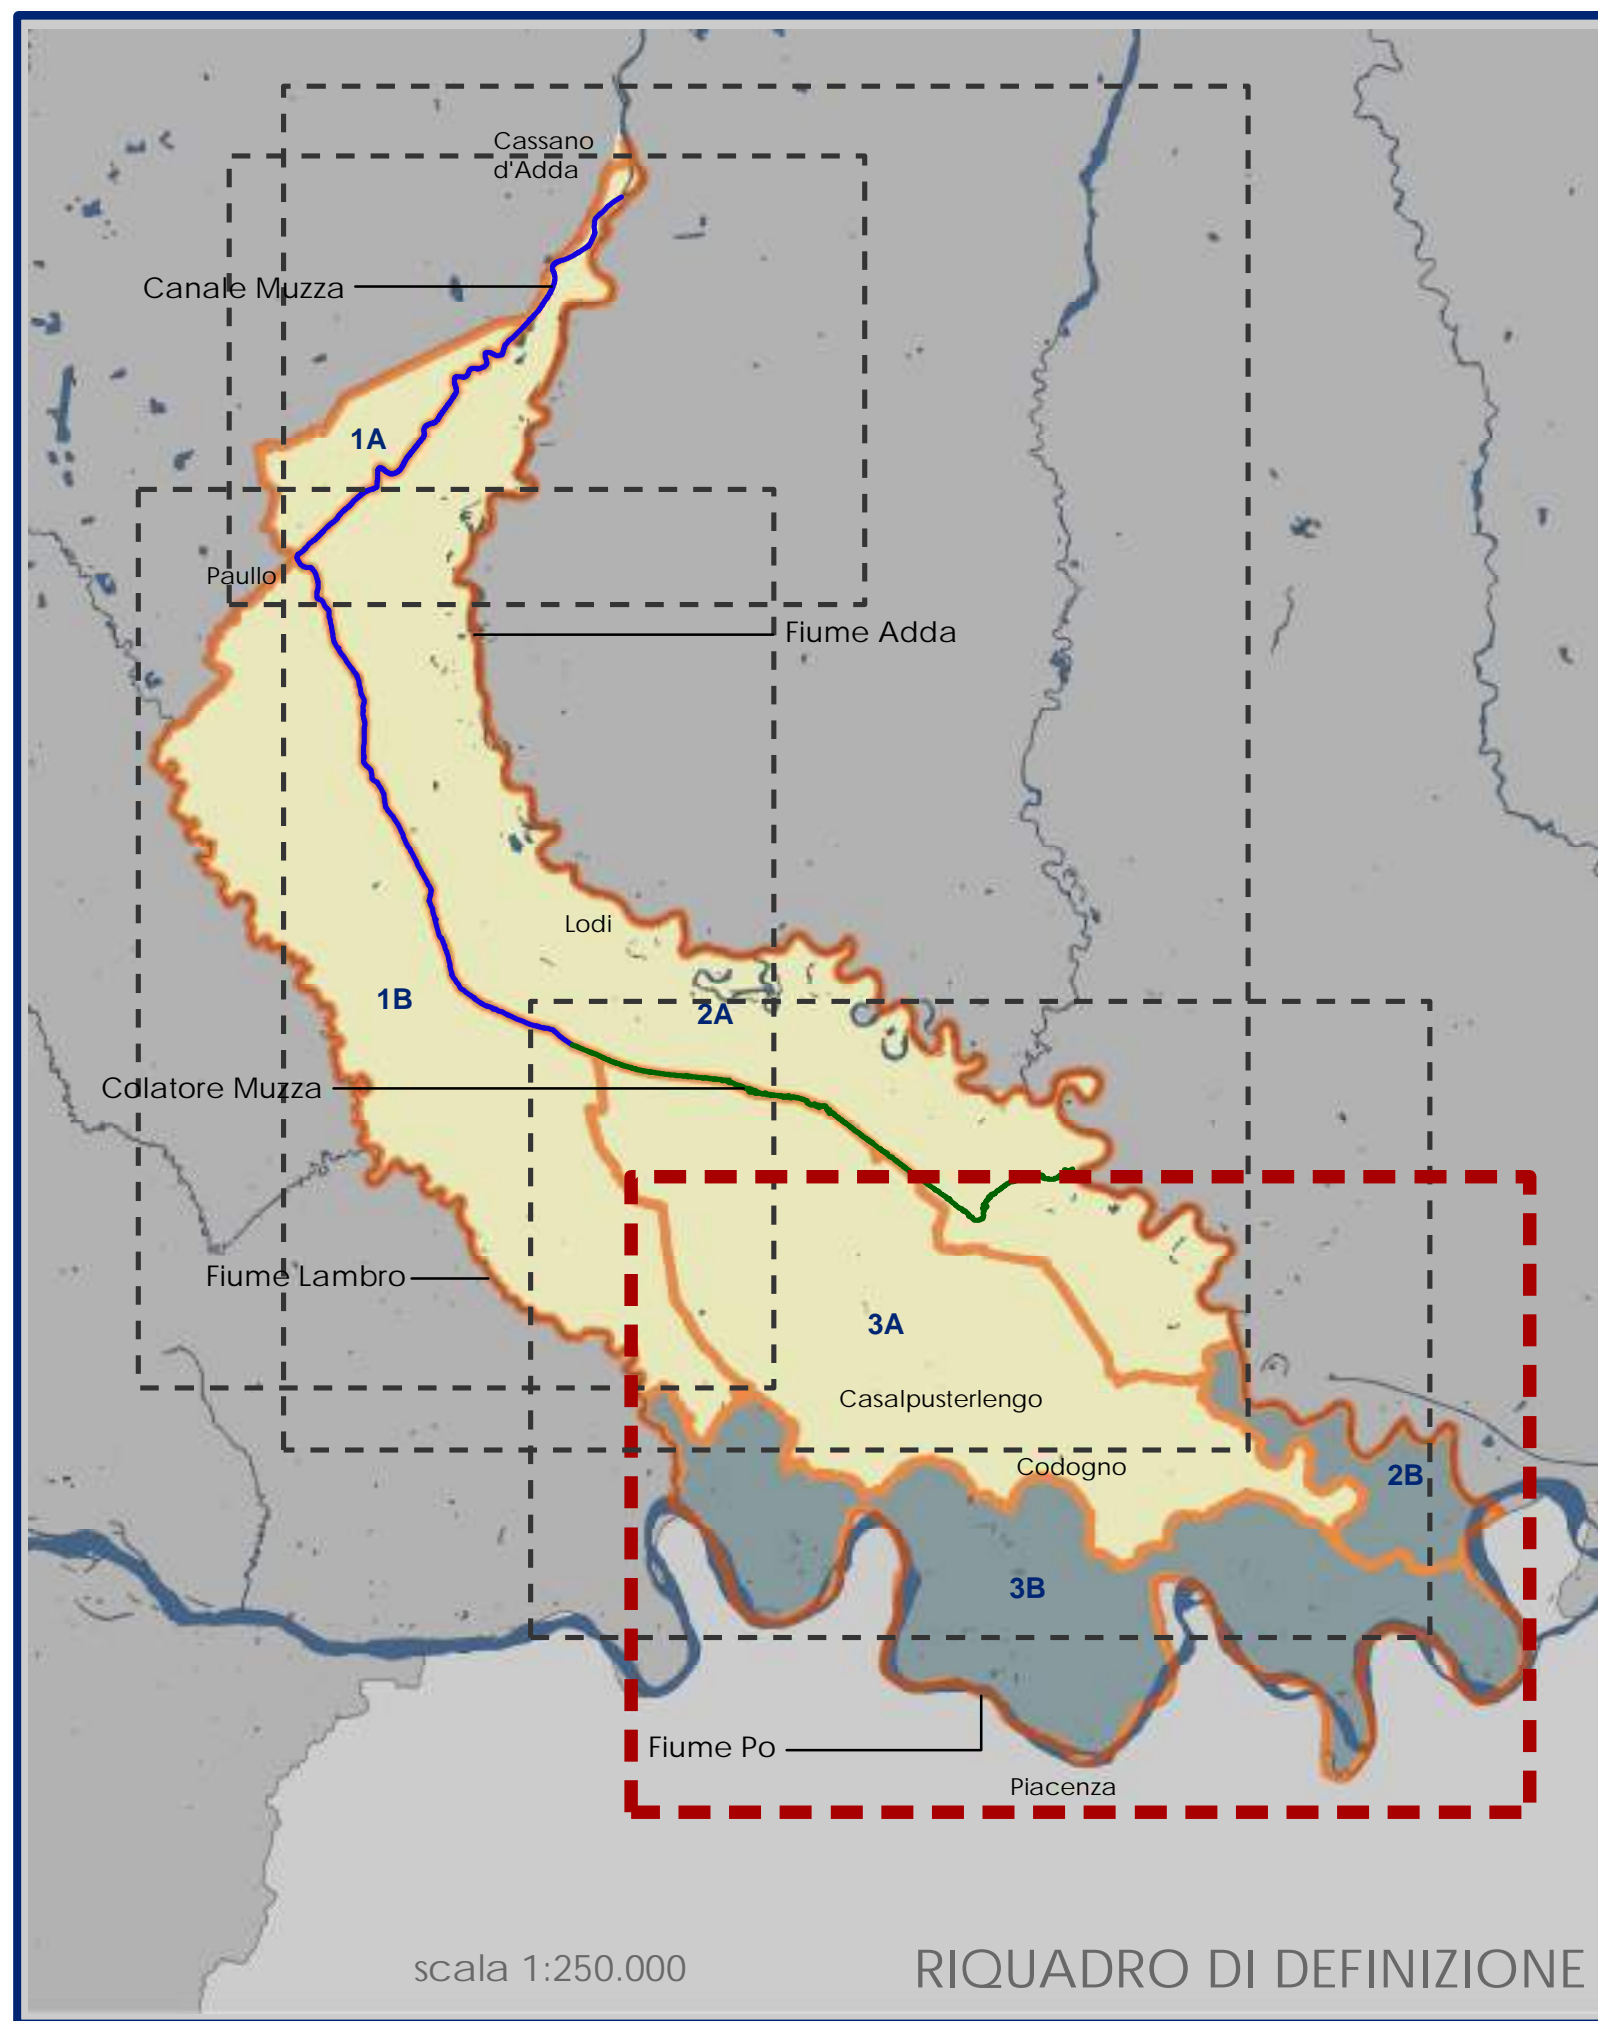 Cassano
d'Adda
Canale Muzza
1A
Paullo
Fiume Adda
Lodi
1B
2A
Colatore Muzza
Fiume Lambro
3A
Casalpusterlengo
Codogno
2B
3B
Fiume Po
Piacenza
scala 1:250.000
RIQUADRO DI DEFINIZIONE